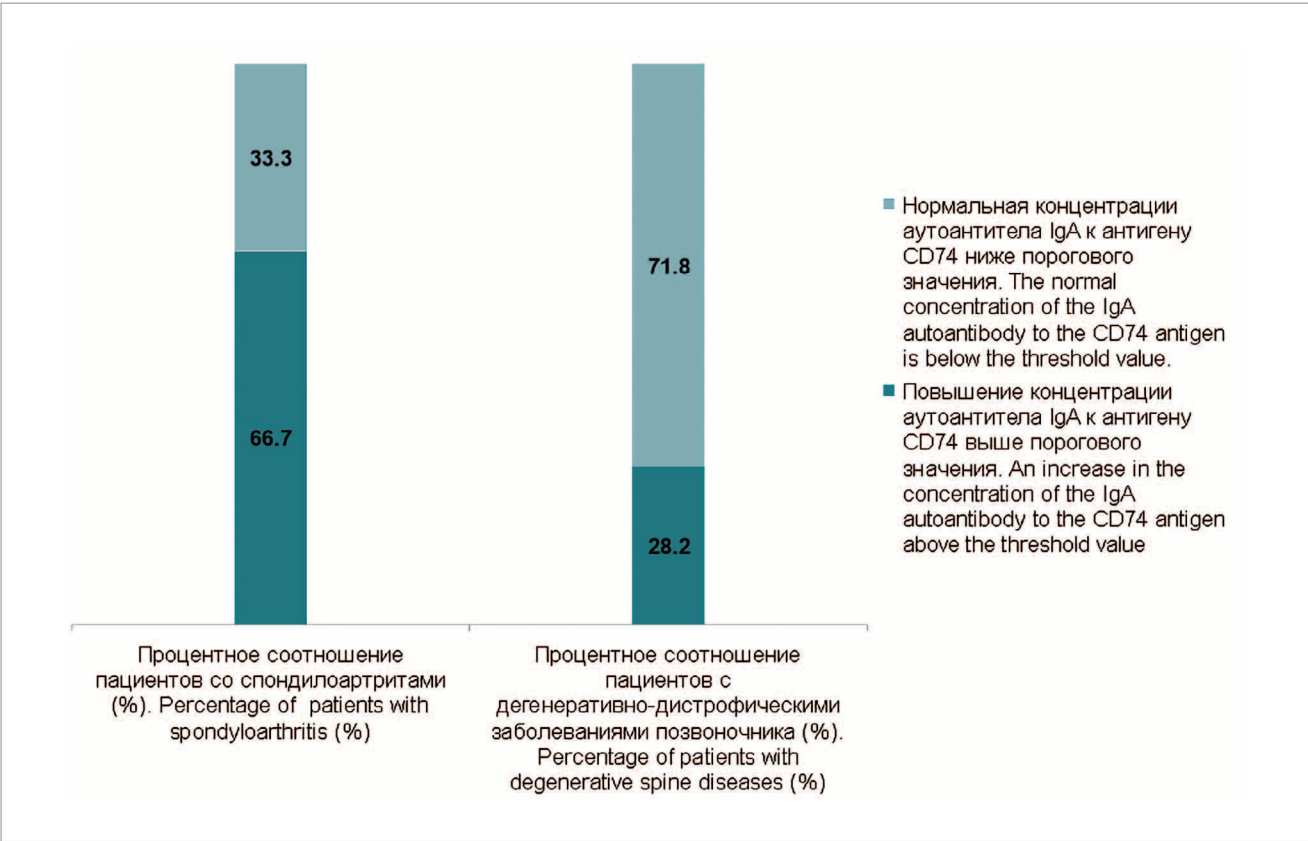 33.3
66.7
71.8
28.2
Нормальная концентрации
аутоантитела IgA к антигену
CD74 ниже порогового
значения. The normal
concentration of the IgA
autoantibody to the CD74 antigen
is below the threshold value.
Повышение концентрации
аутоантитела IgA к антигену
CD74 выше порогового
значения. An increase in the
concentration of the IgA
autoantibody to the CD74 antigen
above the threshold value
Процентное соотношение
пациентов со спондилоартритами
(%). Percentage of patients with
spondyloarthritis (%)
Процентное соотношение
пациентов с
дегенеративно-дистрофическими
заболеваниями позвоночника (%).
Percentage of patients with
degenerative spine diseases (%)